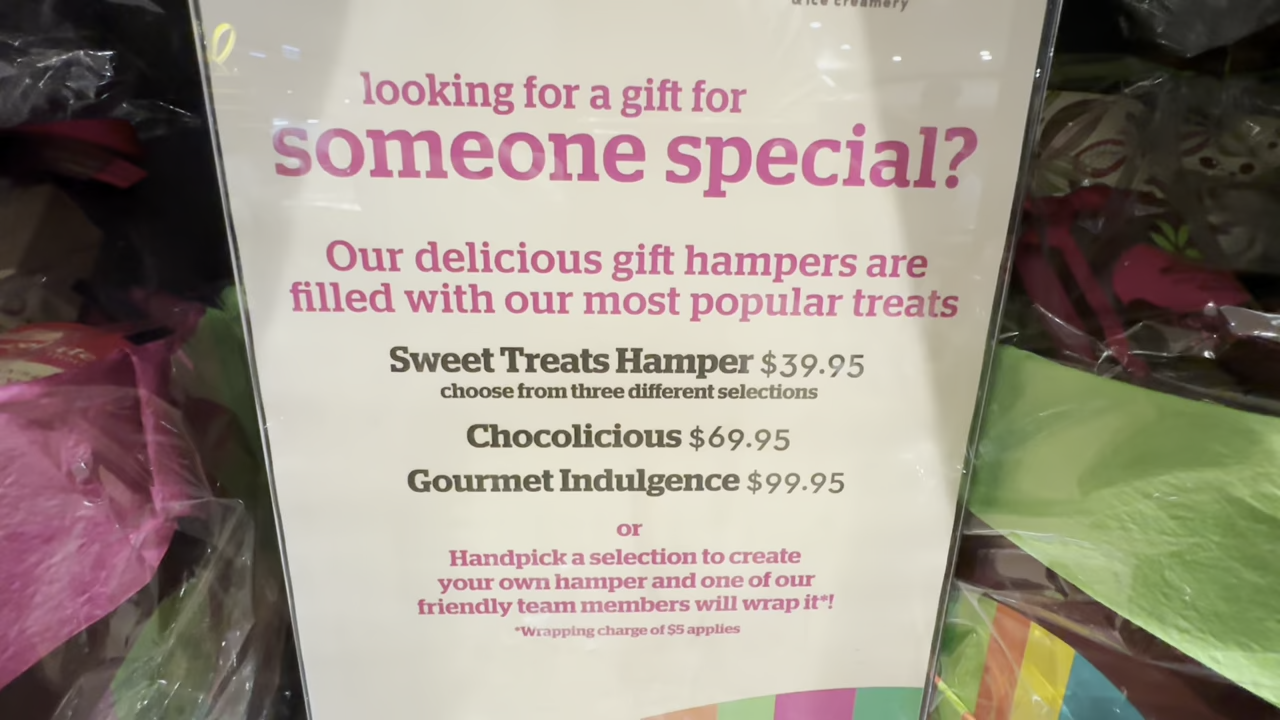 & ice creamery
looking for a gift for
someone special?
Our delicious gift hampers are
filled with our most popular treats
Sweet Treats Hamper $39.95
choose from three different selections
Chocolicious $69.95
Gourmet Indulgence $99.95
or
Handpick a selection to create
your own hamper and one of our
friendly team members will wrap it*!
*Wrapping charge of $5 applies